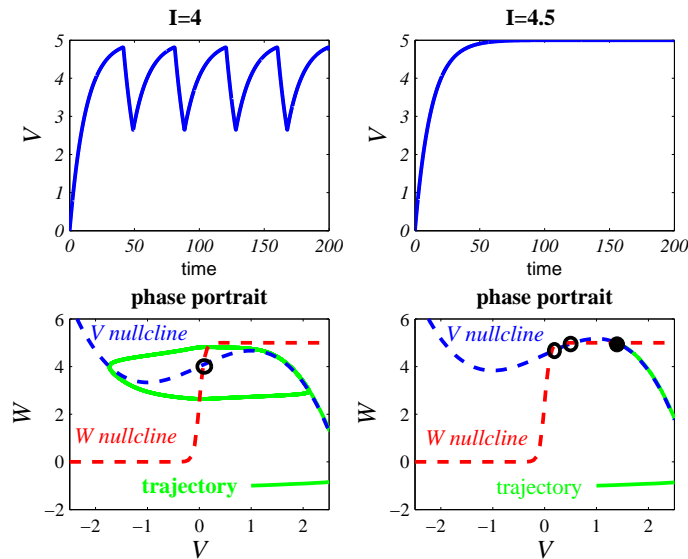 I=4
5
4
3
2
1
0
V
0 50 100 150 200
time
I=4.5
5
4
3
2
1
0
V
0 50 100 150 200
time
phase portrait
6
4
2
0
−2
W
V nullcline
W nullcline
trajectory
−2 −1 0 1 2
V
phase portrait
6
4
2
0
−2
W
V nullcline
W nullcline
trajectory
−2 −1 0 1 2
V